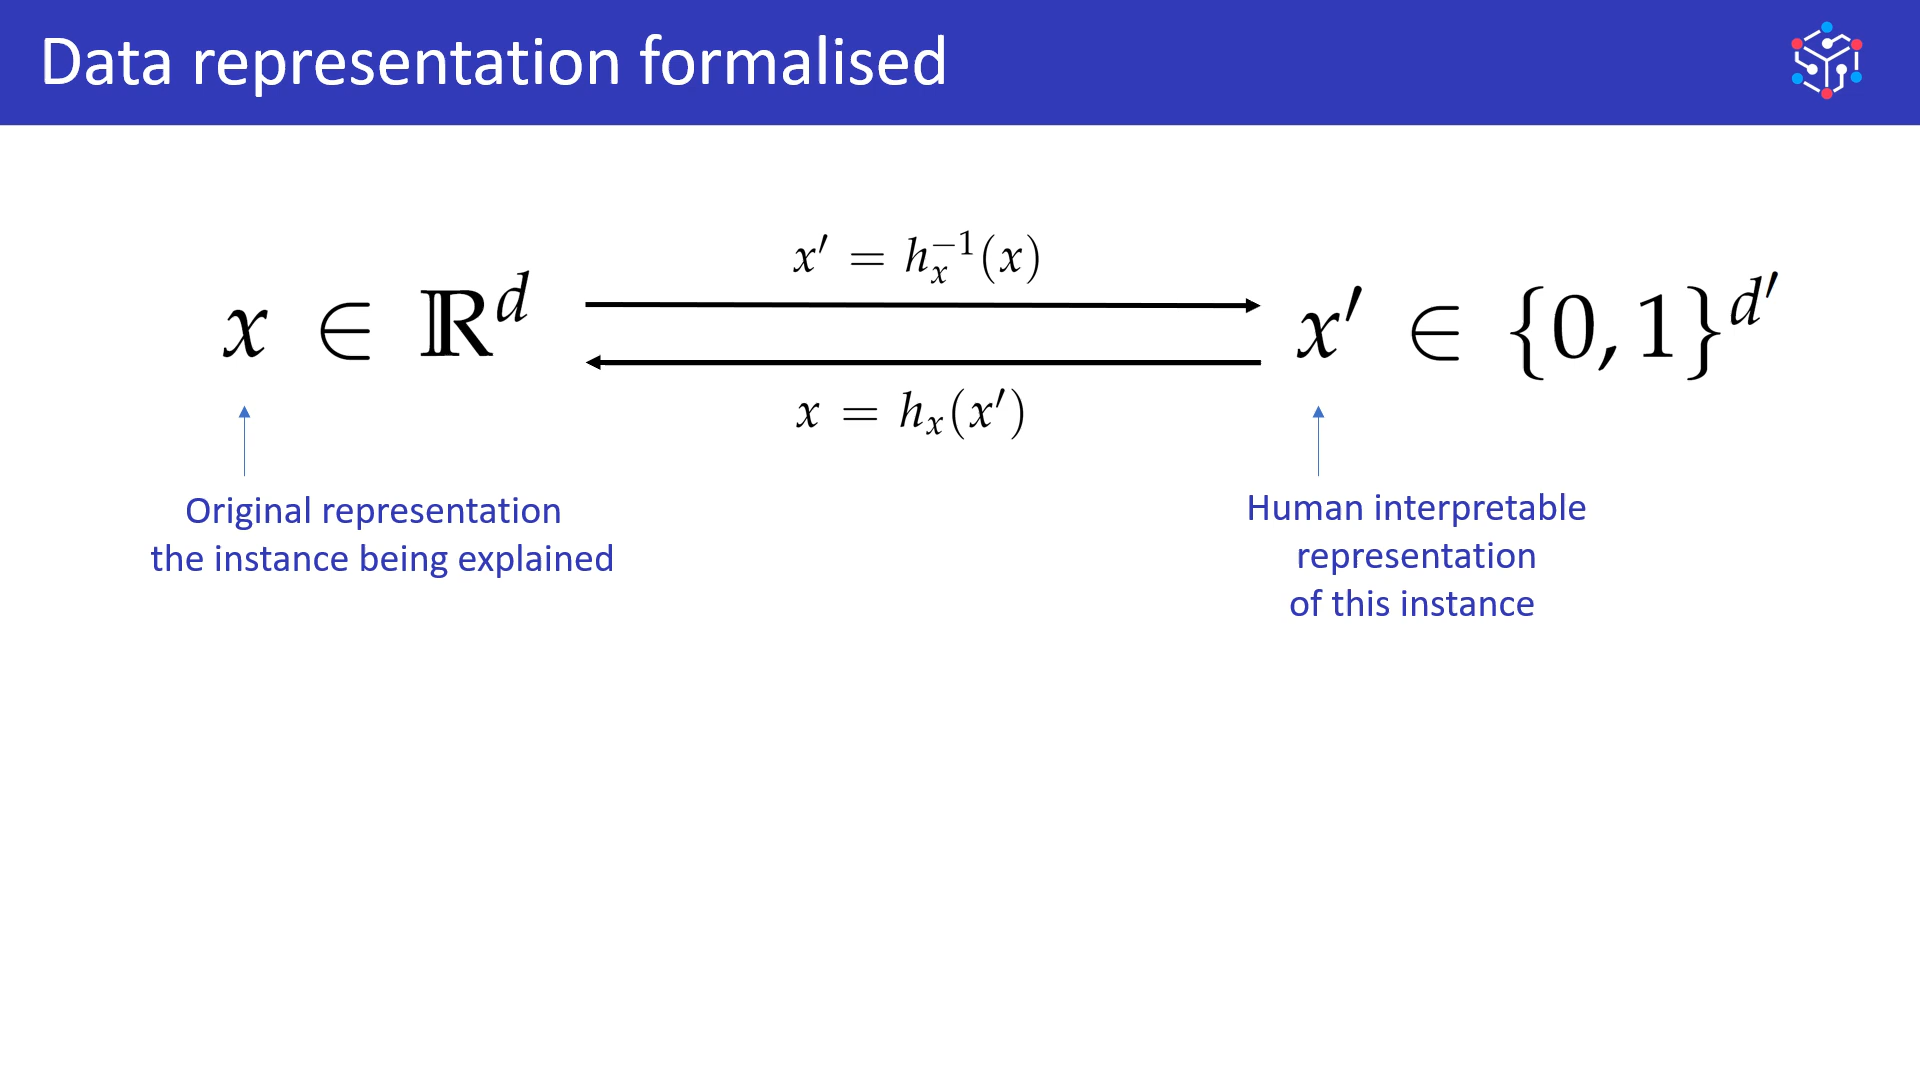 Data representation formalised
x′ = h_x^{-1}(x)
x ∈ ℝ^d
x′ ∈ {0,1}^{d′}
x = h_x(x′)
Original representation
the instance being explained
Human interpretable
representation
of this instance